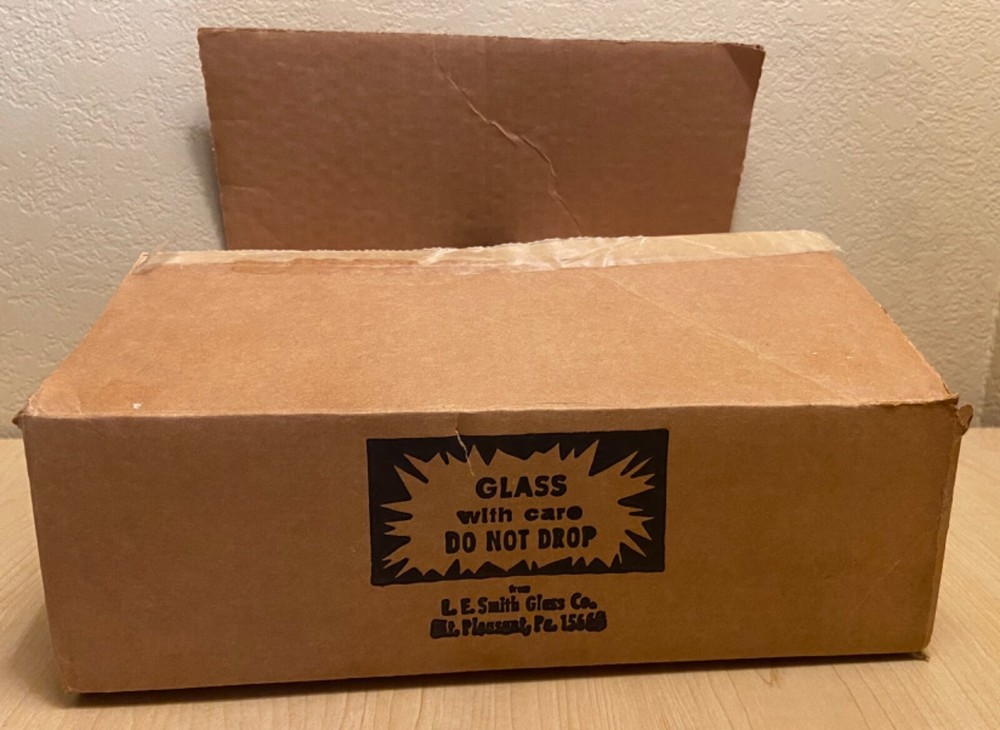 GLASS
with care
DO NOT DROP
from
L. E. Smith Glass Co.
Mt. Pleasant, Pa. 15666